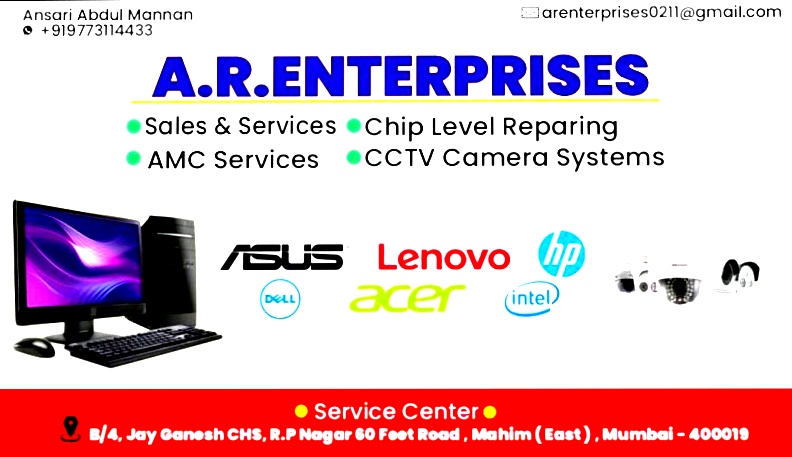 Ansari Abdul Mannan
+919773114433
arenterprises0211@gmail.com
A.R.ENTERPRISES
Sales & Services
Chip Level Reparing
AMC Services
CCTV Camera Systems
ASUS
Lenovo
hp
DELL
acer
intel
Service Center
B/4, Jay Ganesh CHS, R.P Nagar 60 Feet Road , Mahim ( East ) , Mumbai - 400019